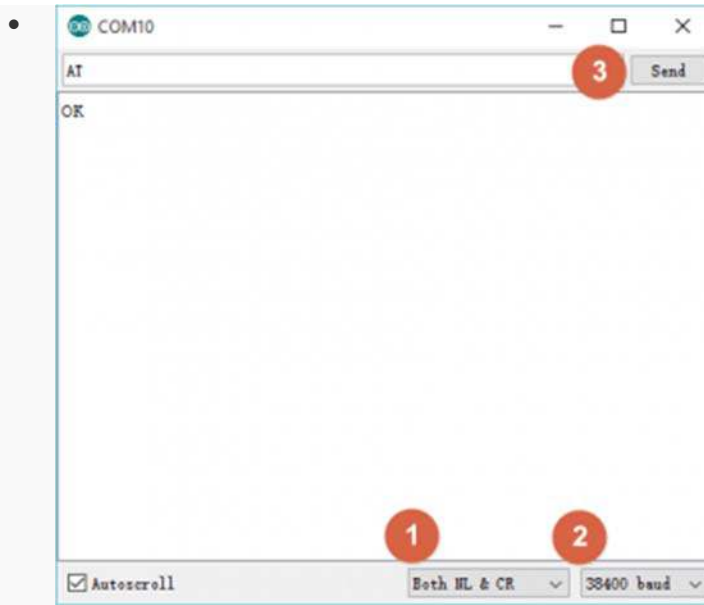 COM10
AT
3
Send
OK
1
2
Autoscroll
Both NL & CR
38400 baud